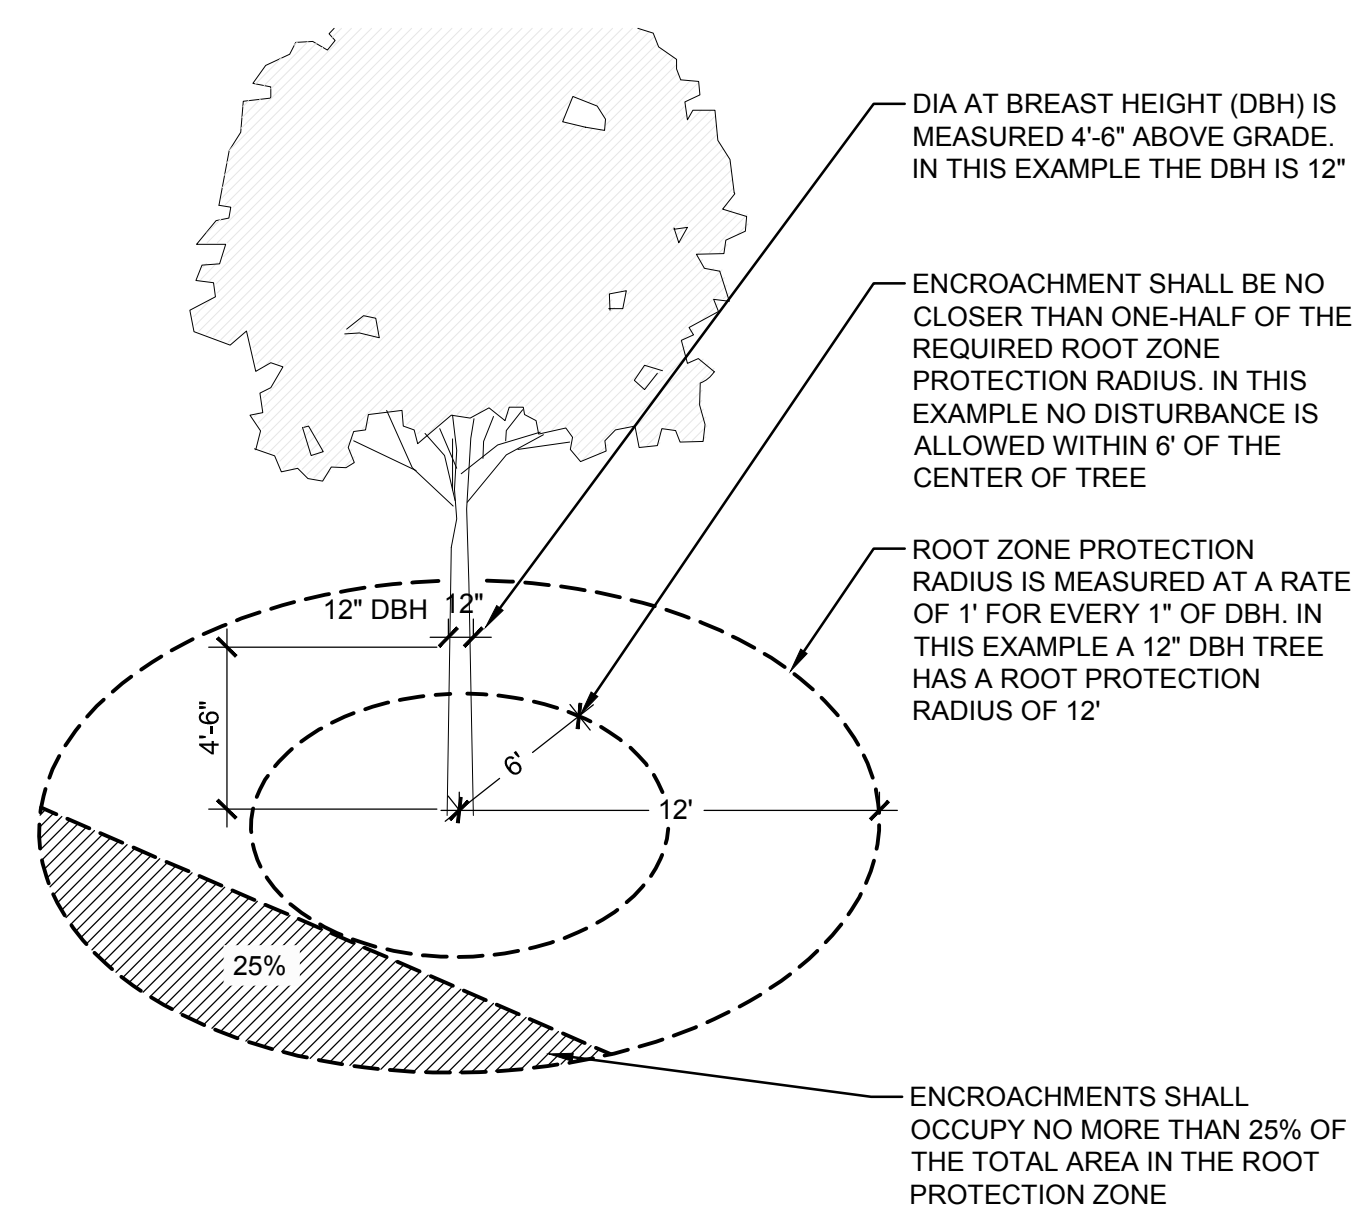 DIA AT BREAST HEIGHT (DBH) IS
MEASURED 4'-6" ABOVE GRADE.
IN THIS EXAMPLE THE DBH IS 12"
ENCROACHMENT SHALL BE NO
CLOSER THAN ONE-HALF OF THE
REQUIRED ROOT ZONE
PROTECTION RADIUS. IN THIS
EXAMPLE NO DISTURBANCE IS
ALLOWED WITHIN 6' OF THE
CENTER OF TREE
ROOT ZONE PROTECTION
RADIUS IS MEASURED AT A RATE
OF 1' FOR EVERY 1" OF DBH. IN
THIS EXAMPLE A 12" DBH TREE
HAS A ROOT PROTECTION
RADIUS OF 12'
12" DBH
12"
4'-6"
6'
12'
25%
ENCROACHMENTS SHALL
OCCUPY NO MORE THAN 25% OF
THE TOTAL AREA IN THE ROOT
PROTECTION ZONE